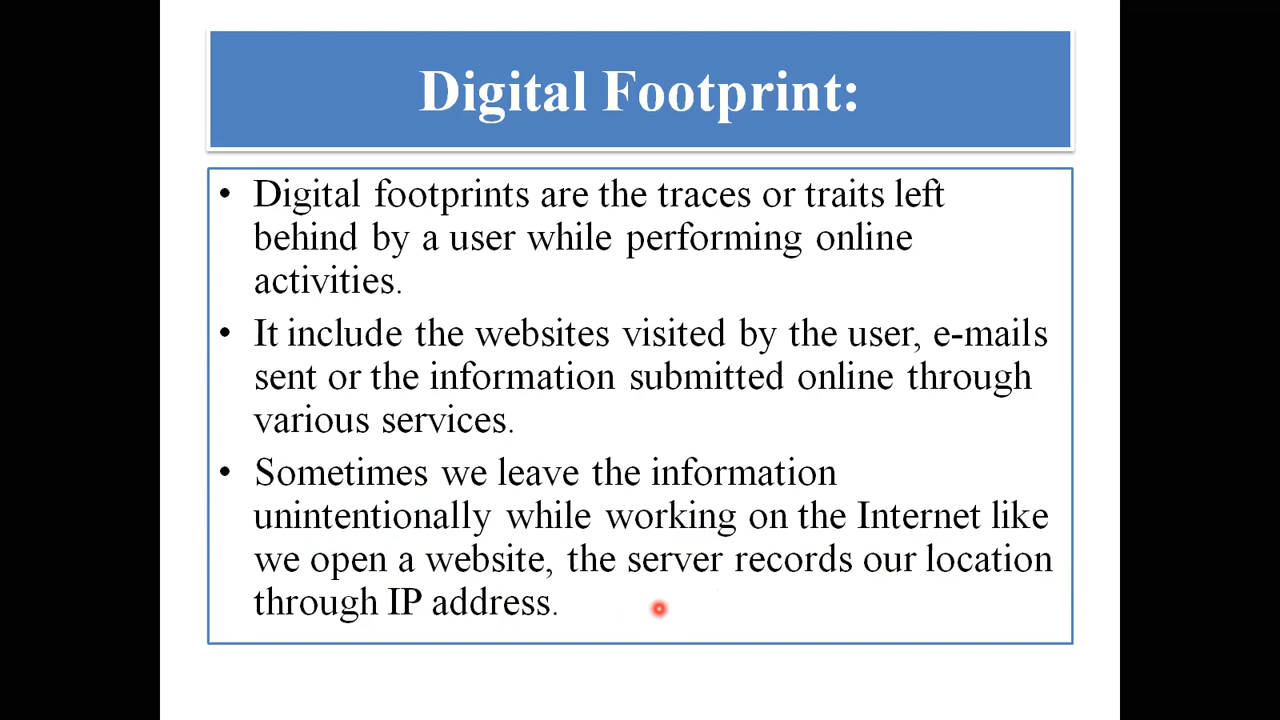 Digital Footprint:
• Digital footprints are the traces or traits left
behind by a user while performing online
activities.
• It include the websites visited by the user, e-mails
sent or the information submitted online through
various services.
• Sometimes we leave the information
unintentionally while working on the Internet like
we open a website, the server records our location
through IP address.